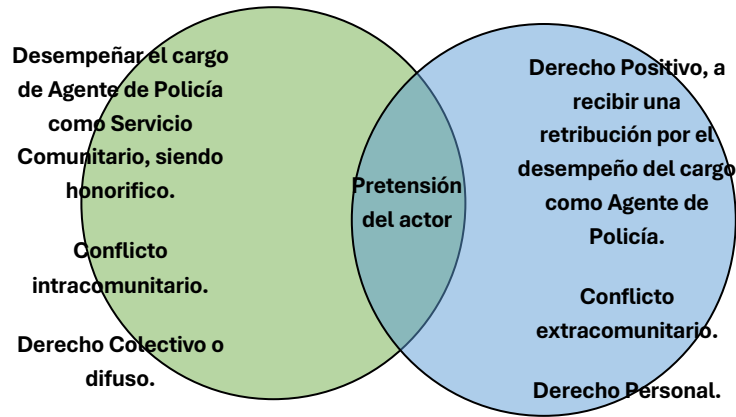 Desempeñar el cargo
de Agente de Policía
como Servicio
Comunitario, siendo
honorifico.
Conflicto
intracomunitario.
Derecho Colectivo o
difuso.
Pretensión
del actor
Derecho Positivo, a
recibir una
retribución por el
desempeño del cargo
como Agente de
Policía.
Conflicto
extracomunitario.
Derecho Personal.